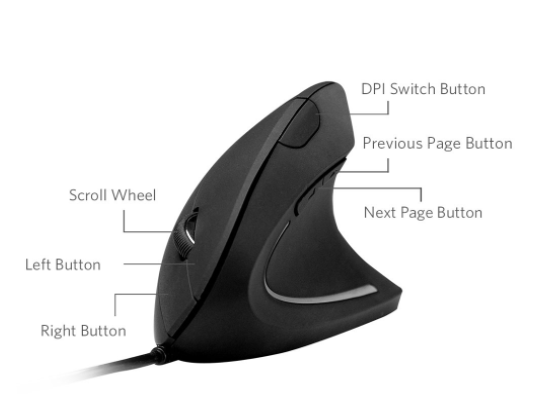 DPI Switch Button
Previous Page Button
Scroll Wheel
Next Page Button
Left Button
Right Button